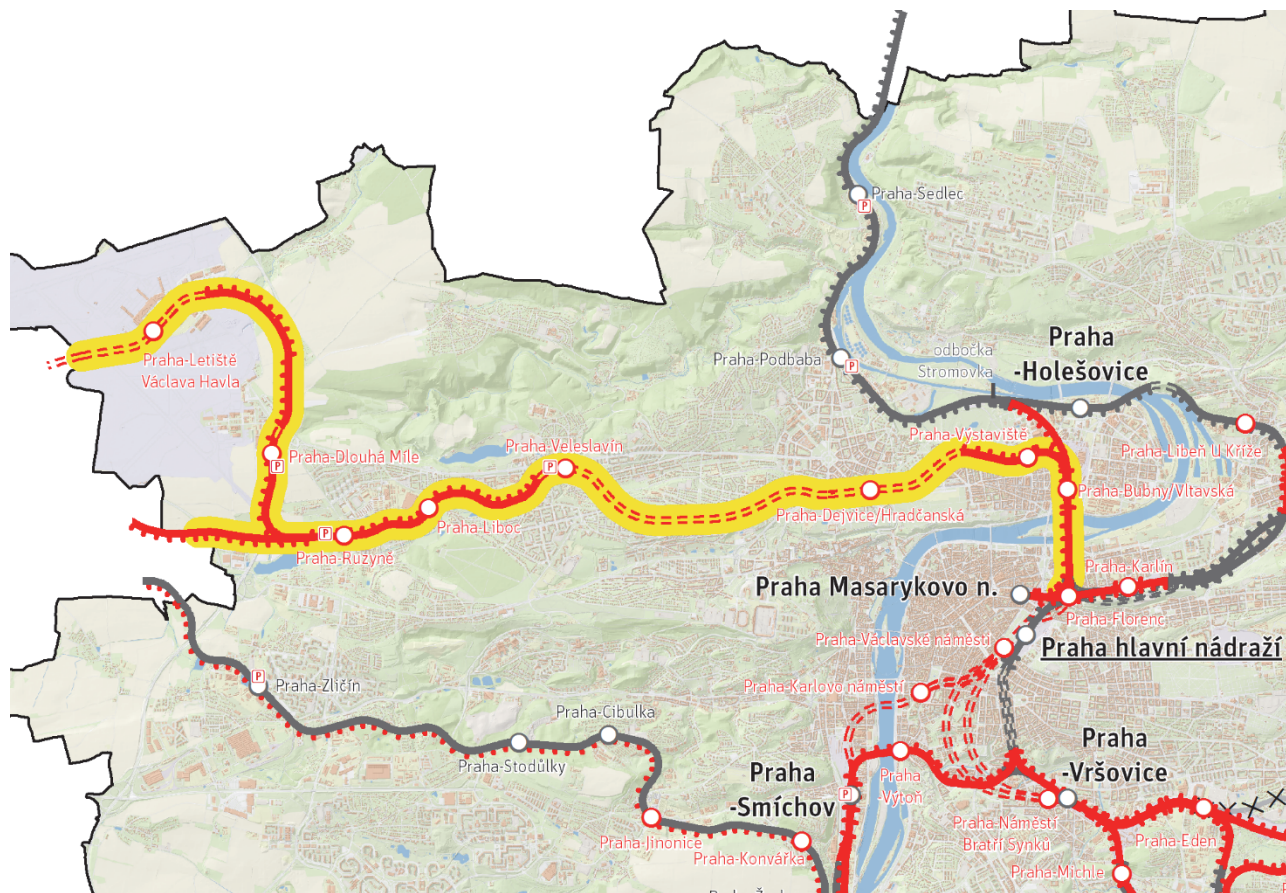 Praha-Sedlec
P
Praha-Letiště
Václava Havla
Praha-Podbaba
P
odbočka
Stromovka
Praha
-Holešovice
Praha-Dlouhá Míle
P
Praha-Veleslavín
P
Praha-Výstaviště
Praha-Libeň U Kříže
Praha-Bubny/Vltavská
Praha-Liboc
Praha-Dejvice/Hradčanská
P
Praha-Ruzyně
Praha-Karlín
Praha Masarykovo n.
Praha-Florenc
Praha-Václavské náměstí
Praha hlavní nádraží
P
Praha-Zličín
Praha-Karlovo náměstí
Praha-Cibulka
Praha-Stodůlky
Praha
-Smíchov
P
Praha
-Výtoň
Praha
-Vršovice
Praha-Jinonice
Praha-Konvářka
Praha-Náměstí
Bratří Synků
Praha-Eden
Praha-Michle